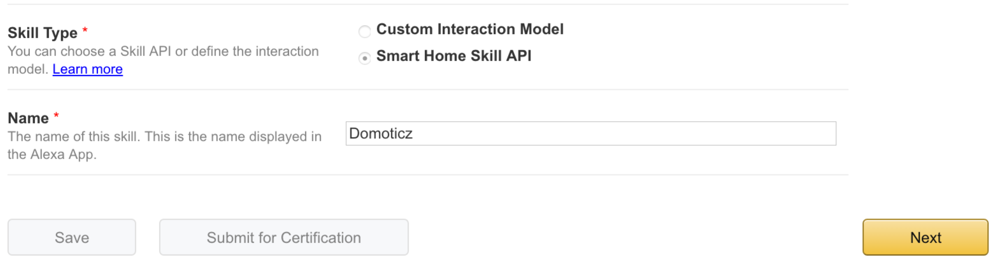 Skill Type *
You can choose a Skill API or define the interaction
model. Learn more
Custom Interaction Model
Smart Home Skill API
Name *
The name of this skill. This is the name displayed in
the Alexa App.
Domoticz
Save
Submit for Certification
Next